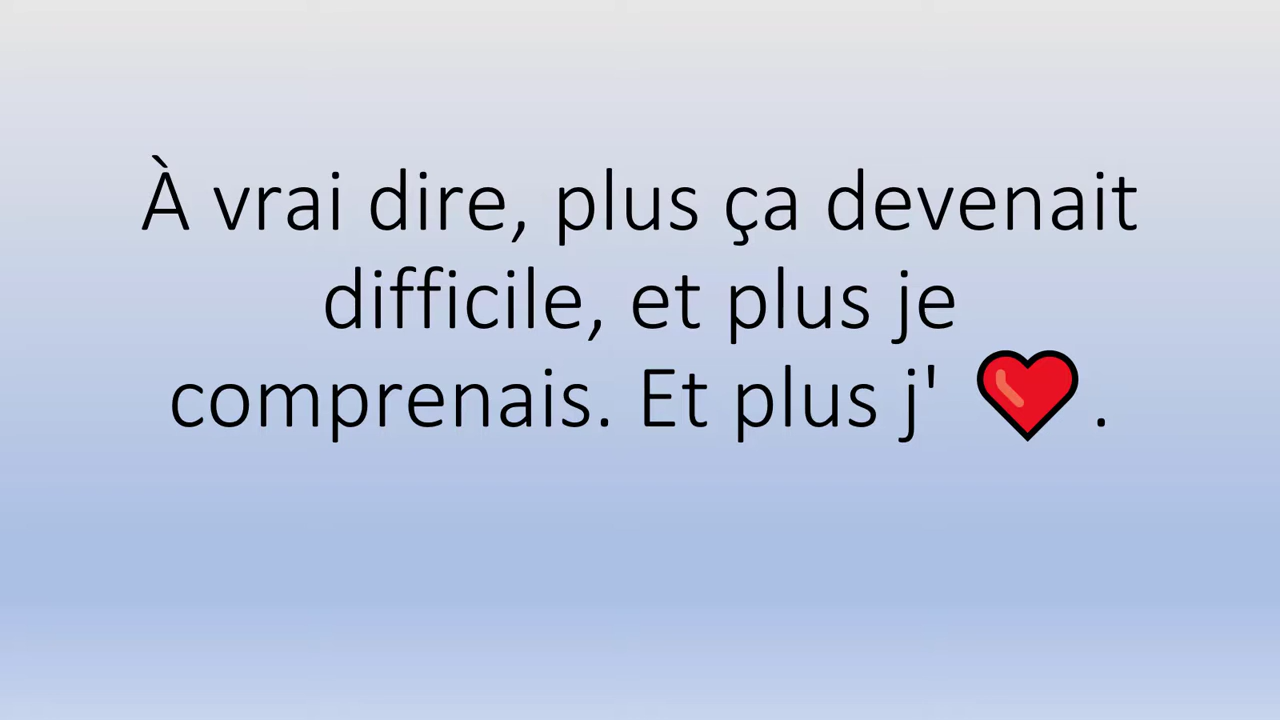 À vrai dire, plus ça devenait
difficile, et plus je
comprenais. Et plus j' ❤️.